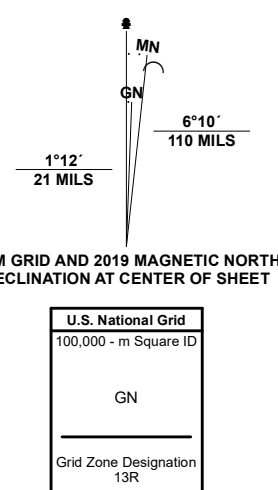 MN
GN
6°10´
110 MILS
1°12´
21 MILS
M GRID AND 2019 MAGNETIC NORTH
ECLINATION AT CENTER OF SHEET
U.S. National Grid
100,000 - m Square ID
GN
Grid Zone Designation
13R